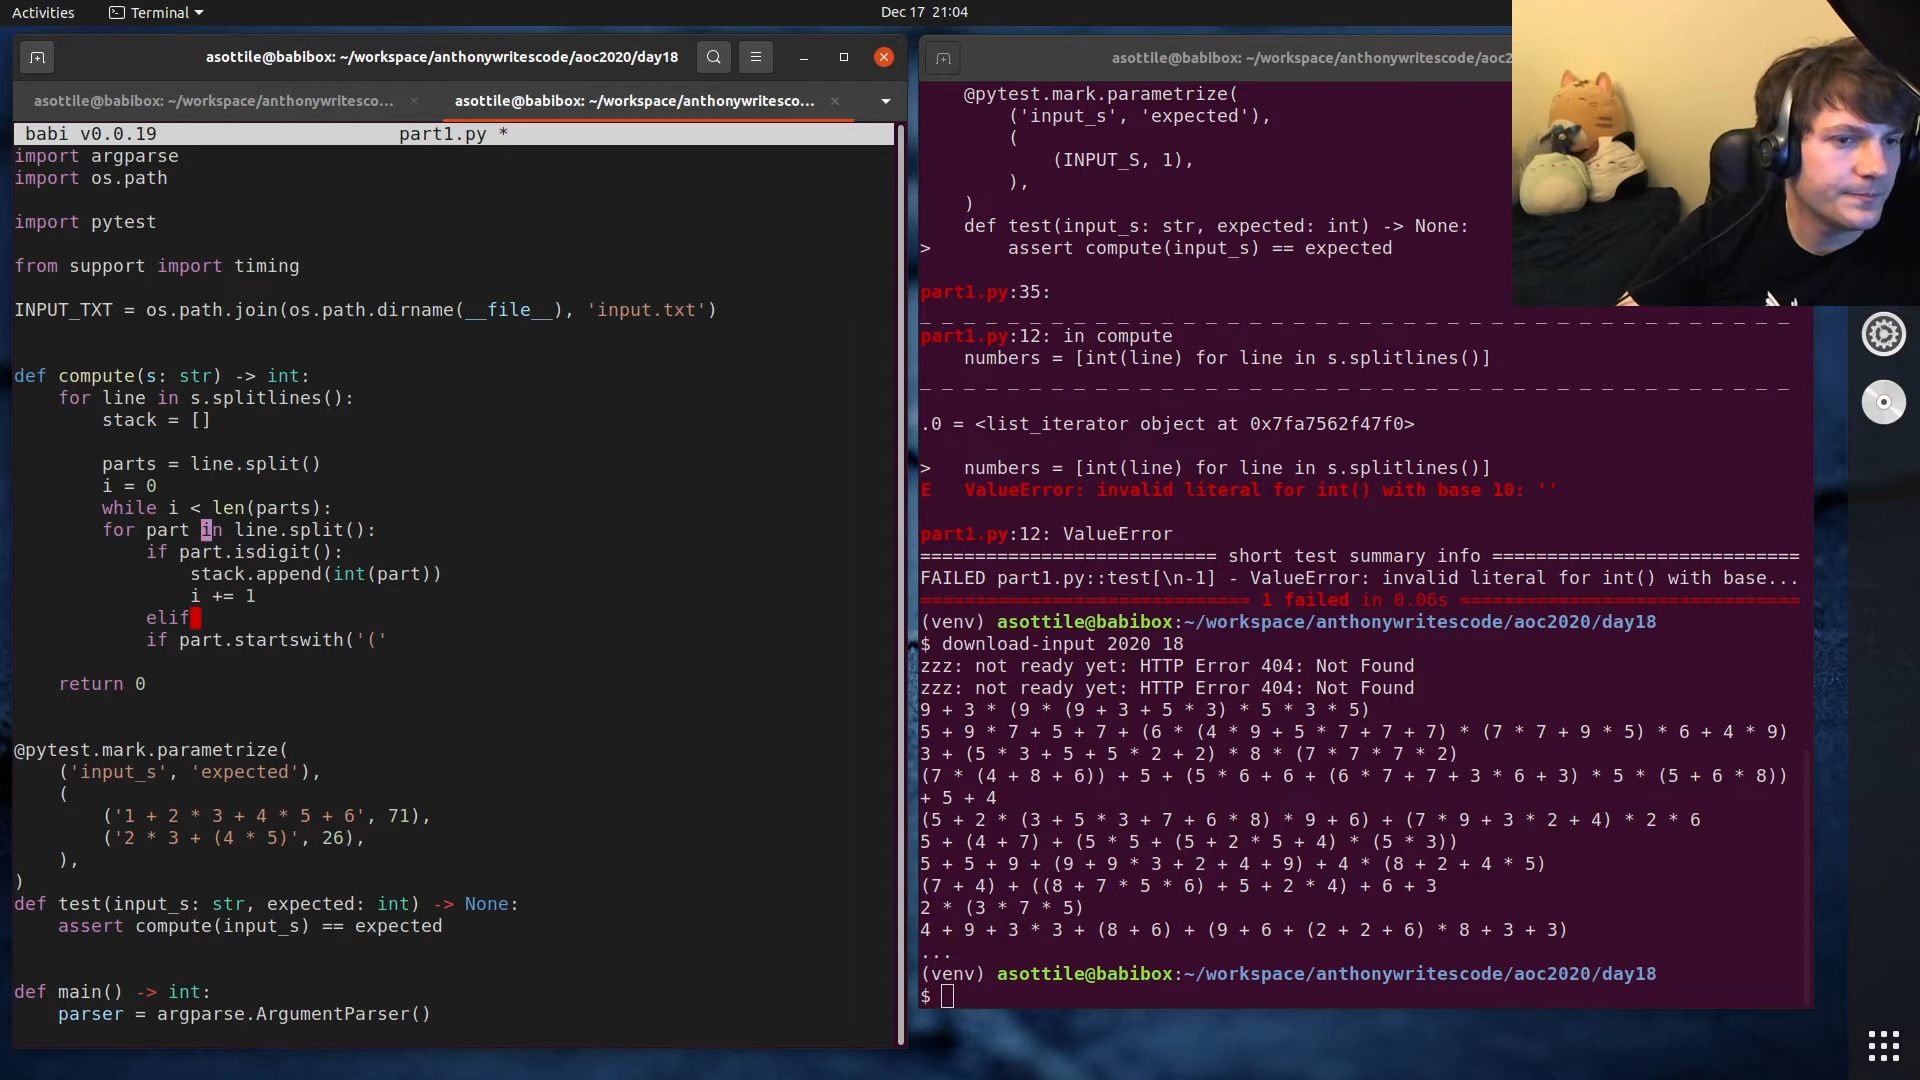 Activities
Terminal
Dec 17 21:04
asottile@babibox: ~/workspace/anthonywritescode/aoc2020/day18
asottile@babibox: ~/workspace/anthonywritesco...
asottile@babibox: ~/workspace/anthonywritesco...
babi v0.0.19 part1.py *
import argparse
import os.path
import pytest
from support import timing
INPUT_TXT = os.path.join(os.path.dirname(__file__), 'input.txt')
def compute(s: str) -> int:
    for line in s.splitlines():
        stack = []
        parts = line.split()
        i = 0
        while i < len(parts):
        for part in line.split():
            if part.isdigit():
                stack.append(int(part))
                i += 1
            elif
            if part.startswith('('
    return 0
@pytest.mark.parametrize(
    ('input_s', 'expected'),
    (
        ('1 + 2 * 3 + 4 * 5 + 6', 71),
        ('2 * 3 + (4 * 5)', 26),
    ),
)
def test(input_s: str, expected: int) -> None:
    assert compute(input_s) == expected
def main() -> int:
    parser = argparse.ArgumentParser()
asottile@babibox: ~/workspace/anthonywritescode/aoc2
    @pytest.mark.parametrize(
        ('input_s', 'expected'),
        (
            (INPUT_S, 1),
        ),
    )
    def test(input_s: str, expected: int) -> None:
>       assert compute(input_s) == expected
part1.py:35:
_ _ _ _ _ _ _ _ _ _ _ _ _ _ _ _ _ _ _ _ _ _ _ _ _ _ _ _ _ _ _ _ _ _ _ _ _ _ _ _
part1.py:12: in compute
    numbers = [int(line) for line in s.splitlines()]
_ _ _ _ _ _ _ _ _ _ _ _ _ _ _ _ _ _ _ _ _ _ _ _ _ _ _ _ _ _ _ _ _ _ _ _ _ _ _ _
.0 = <list_iterator object at 0x7fa7562f47f0>
>   numbers = [int(line) for line in s.splitlines()]
E   ValueError: invalid literal for int() with base 10: ''
part1.py:12: ValueError
=========================== short test summary info ============================
FAILED part1.py::test[\n-1] - ValueError: invalid literal for int() with base...
============================== 1 failed in 0.06s ===============================
(venv) asottile@babibox:~/workspace/anthonywritescode/aoc2020/day18
$ download-input 2020 18
zzz: not ready yet: HTTP Error 404: Not Found
zzz: not ready yet: HTTP Error 404: Not Found
9 + 3 * (9 * (9 + 3 + 5 * 3) * 5 * 3 * 5)
5 + 9 * 7 + 5 + 7 + (6 * (4 * 9 + 5 * 7 + 7 + 7) * (7 * 7 + 9 * 5) * 6 + 4 * 9)
3 + (5 * 3 + 5 + 5 * 2 + 2) * 8 * (7 * 7 * 7 * 2)
(7 * (4 + 8 + 6)) + 5 + (5 * 6 + 6 + (6 * 7 + 7 + 3 * 6 + 3) * 5 * (5 + 6 * 8))
+ 5 + 4
(5 + 2 * (3 + 5 * 3 + 7 + 6 * 8) * 9 + 6) + (7 * 9 + 3 * 2 + 4) * 2 * 6
5 + (4 + 7) + (5 * 5 + (5 + 2 * 5 + 4) * (5 * 3))
5 + 5 + 9 + (9 + 9 * 3 + 2 + 4 + 9) + 4 * (8 + 2 + 4 * 5)
(7 + 4) + ((8 + 7 * 5 * 6) + 5 + 2 * 4) + 6 + 3
2 * (3 * 7 * 5)
4 + 9 + 3 * 3 + (8 + 6) + (9 + 6 + (2 + 2 + 6) * 8 + 3 + 3)
...
(venv) asottile@babibox:~/workspace/anthonywritescode/aoc2020/day18
$